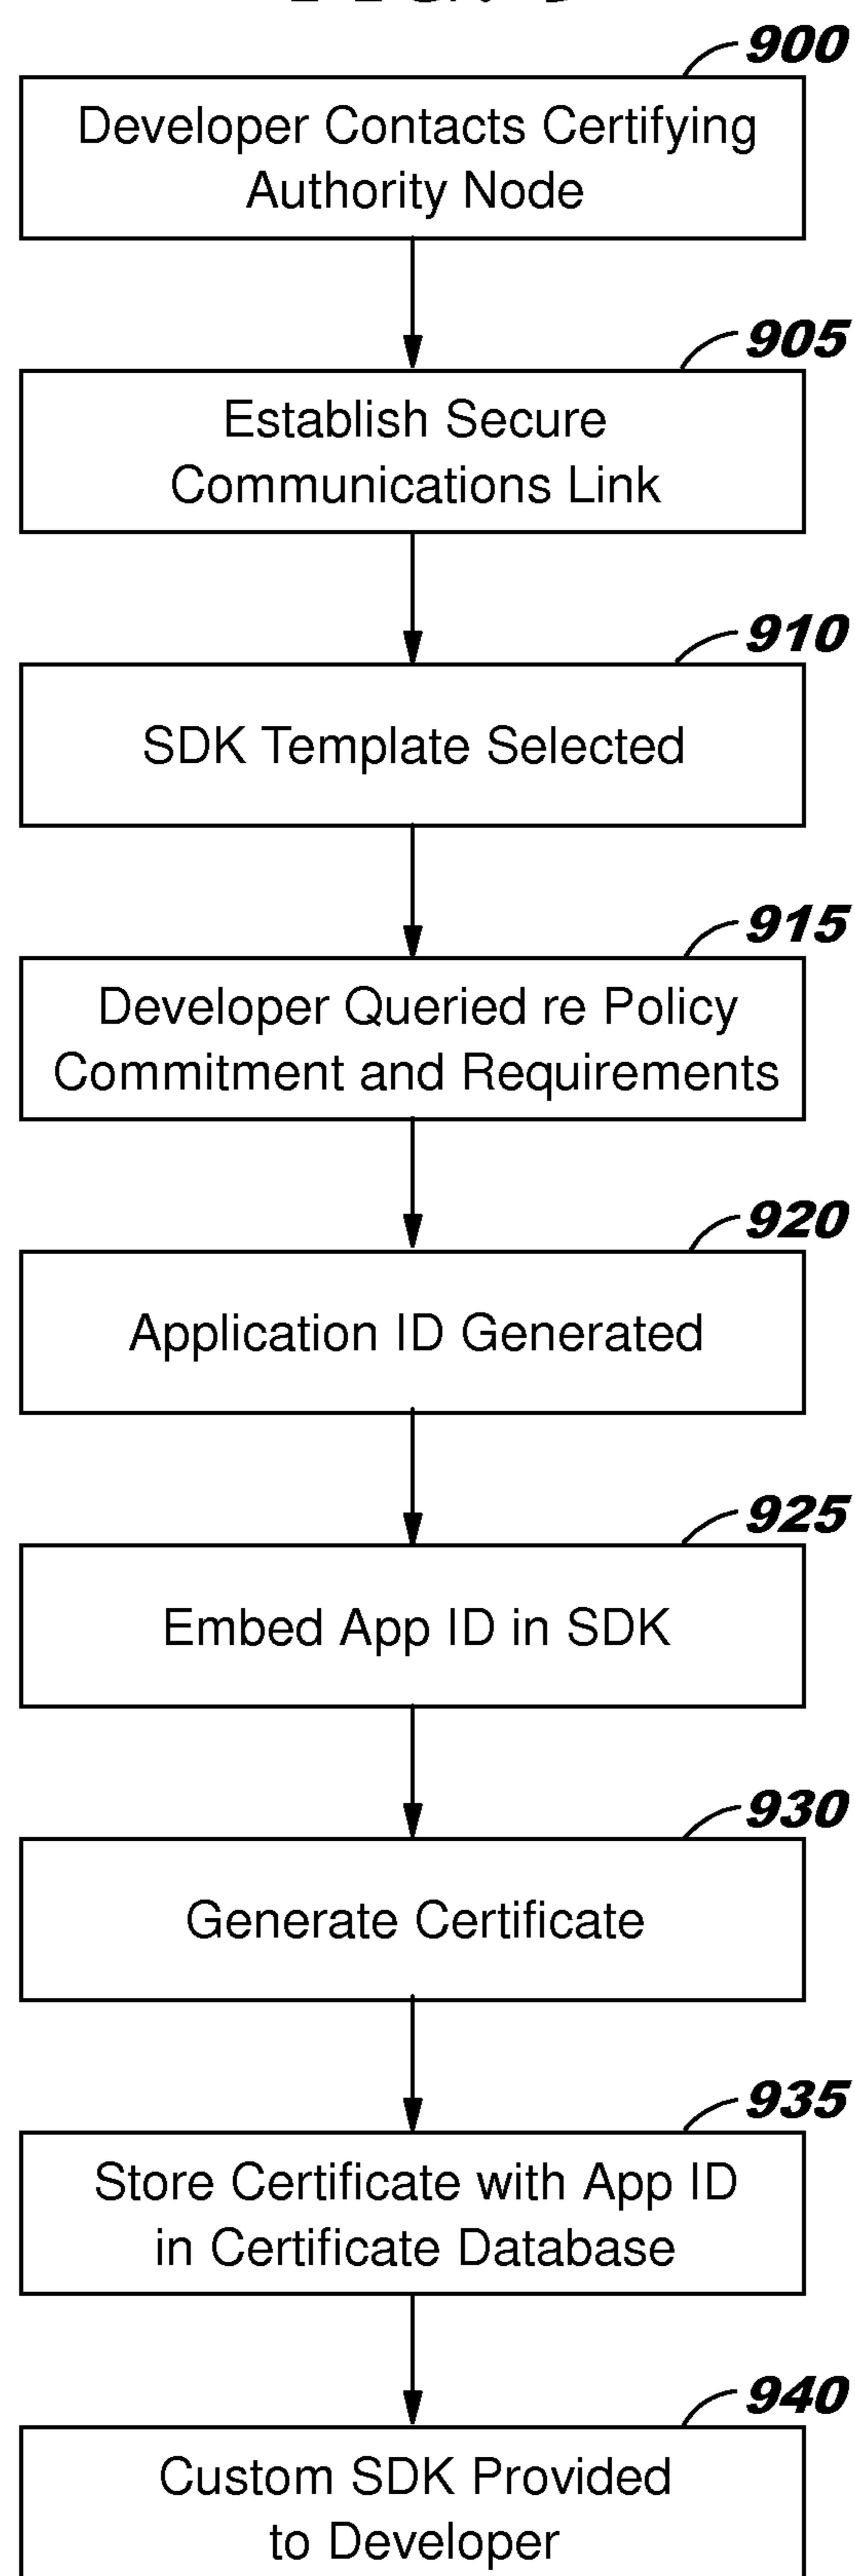 900
Developer Contacts Certifying
Authority Node
905
Establish Secure
Communications Link
910
SDK Template Selected
915
Developer Queried re Policy
Commitment and Requirements
920
Application ID Generated
925
Embed App ID in SDK
930
Generate Certificate
935
Store Certificate with App ID
in Certificate Database
940
Custom SDK Provided
to Developer